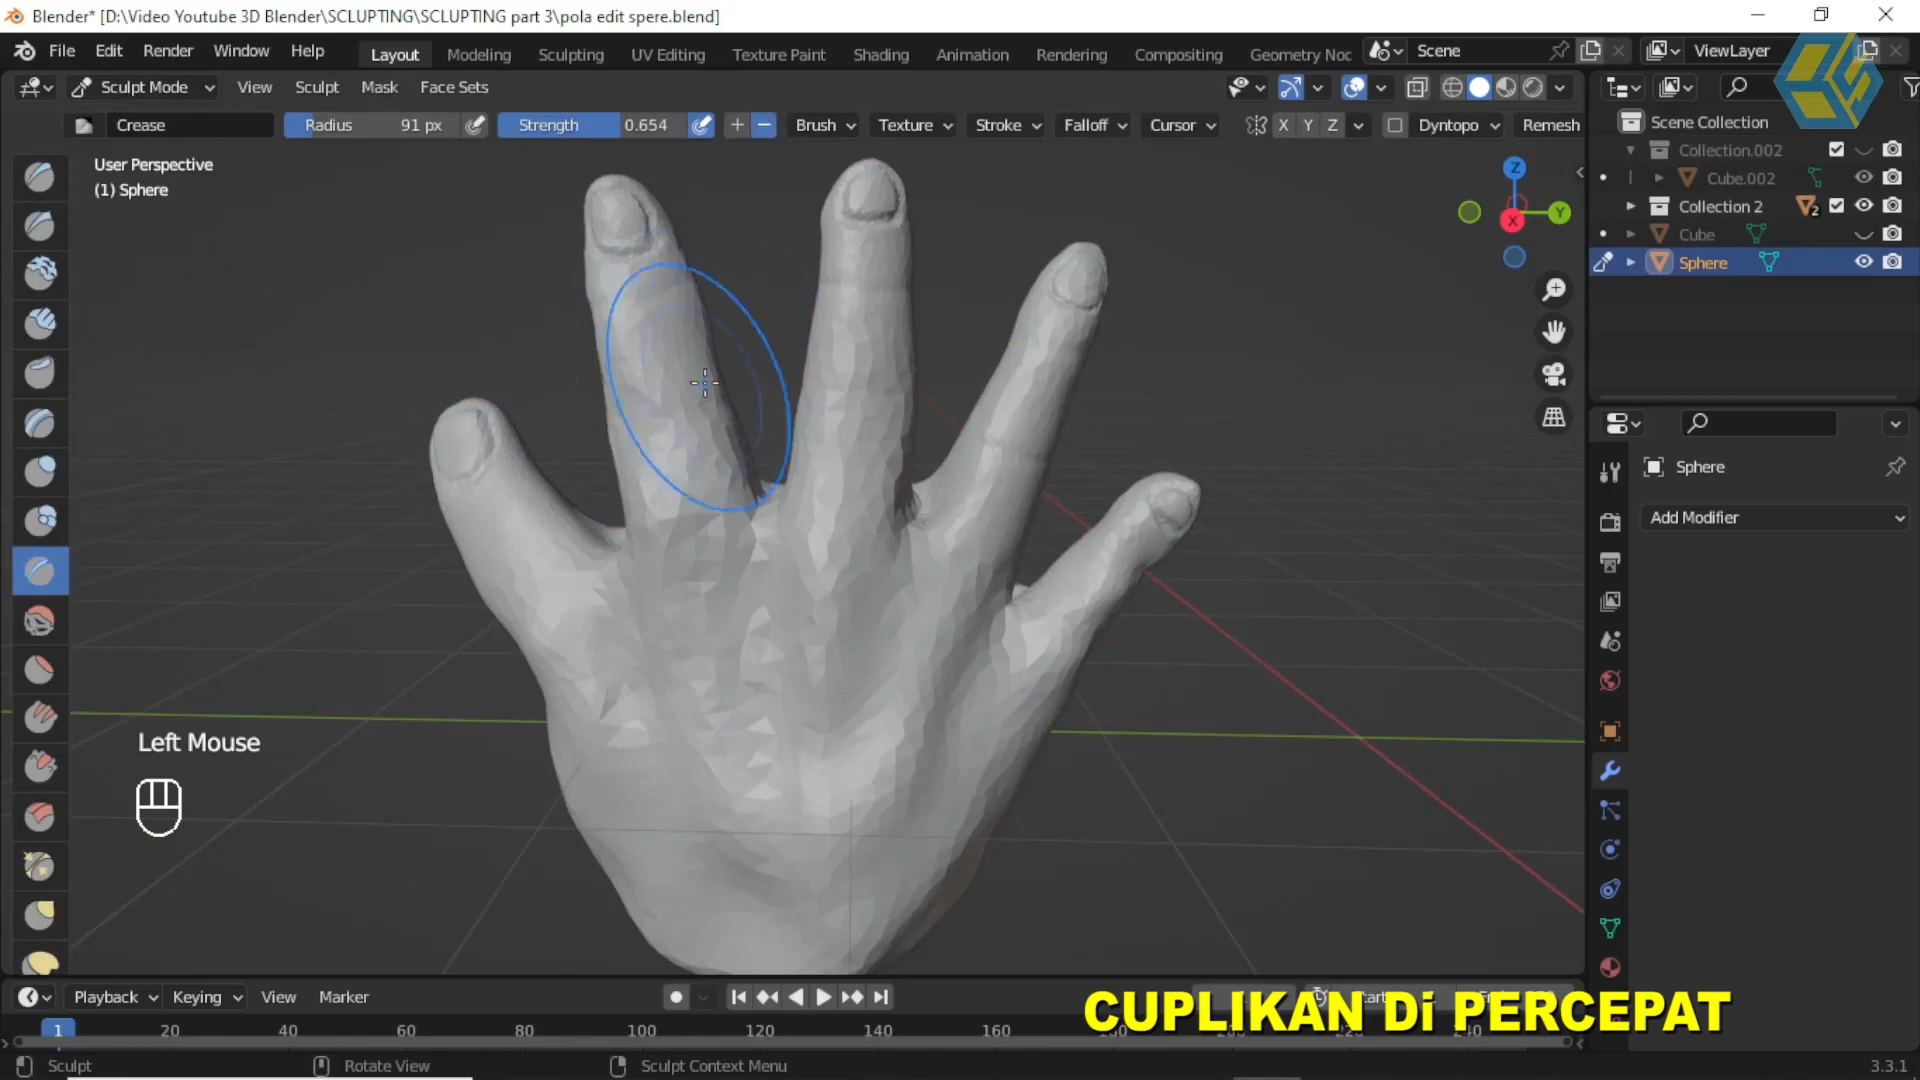 Blender* [D:\Video Youtube 3D Blender\SCLUPTING\SCLUPTING part 3\pola edit spere.blend]
File Edit Render Window Help Layout Modeling Sculpting UV Editing Texture Paint Shading Animation Rendering Compositing Geometry Noc Scene ViewLayer
Sculpt Mode View Sculpt Mask Face Sets
Crease Radius 91 px Strength 0.654 Brush Texture Stroke Falloff Cursor X Y Z Dyntopo Remesh
User Perspective
(1) Sphere
Z
Y
X
Scene Collection
Collection.002
Cube.002
Collection 2 2
Cube
Sphere
Sphere
Add Modifier
Left Mouse
Playback Keying View Marker
CUPLIKAN Di PERCEPAT
1 20 40 60 80 100 120 140 160
Sculpt Rotate View Sculpt Context Menu 3.3.1